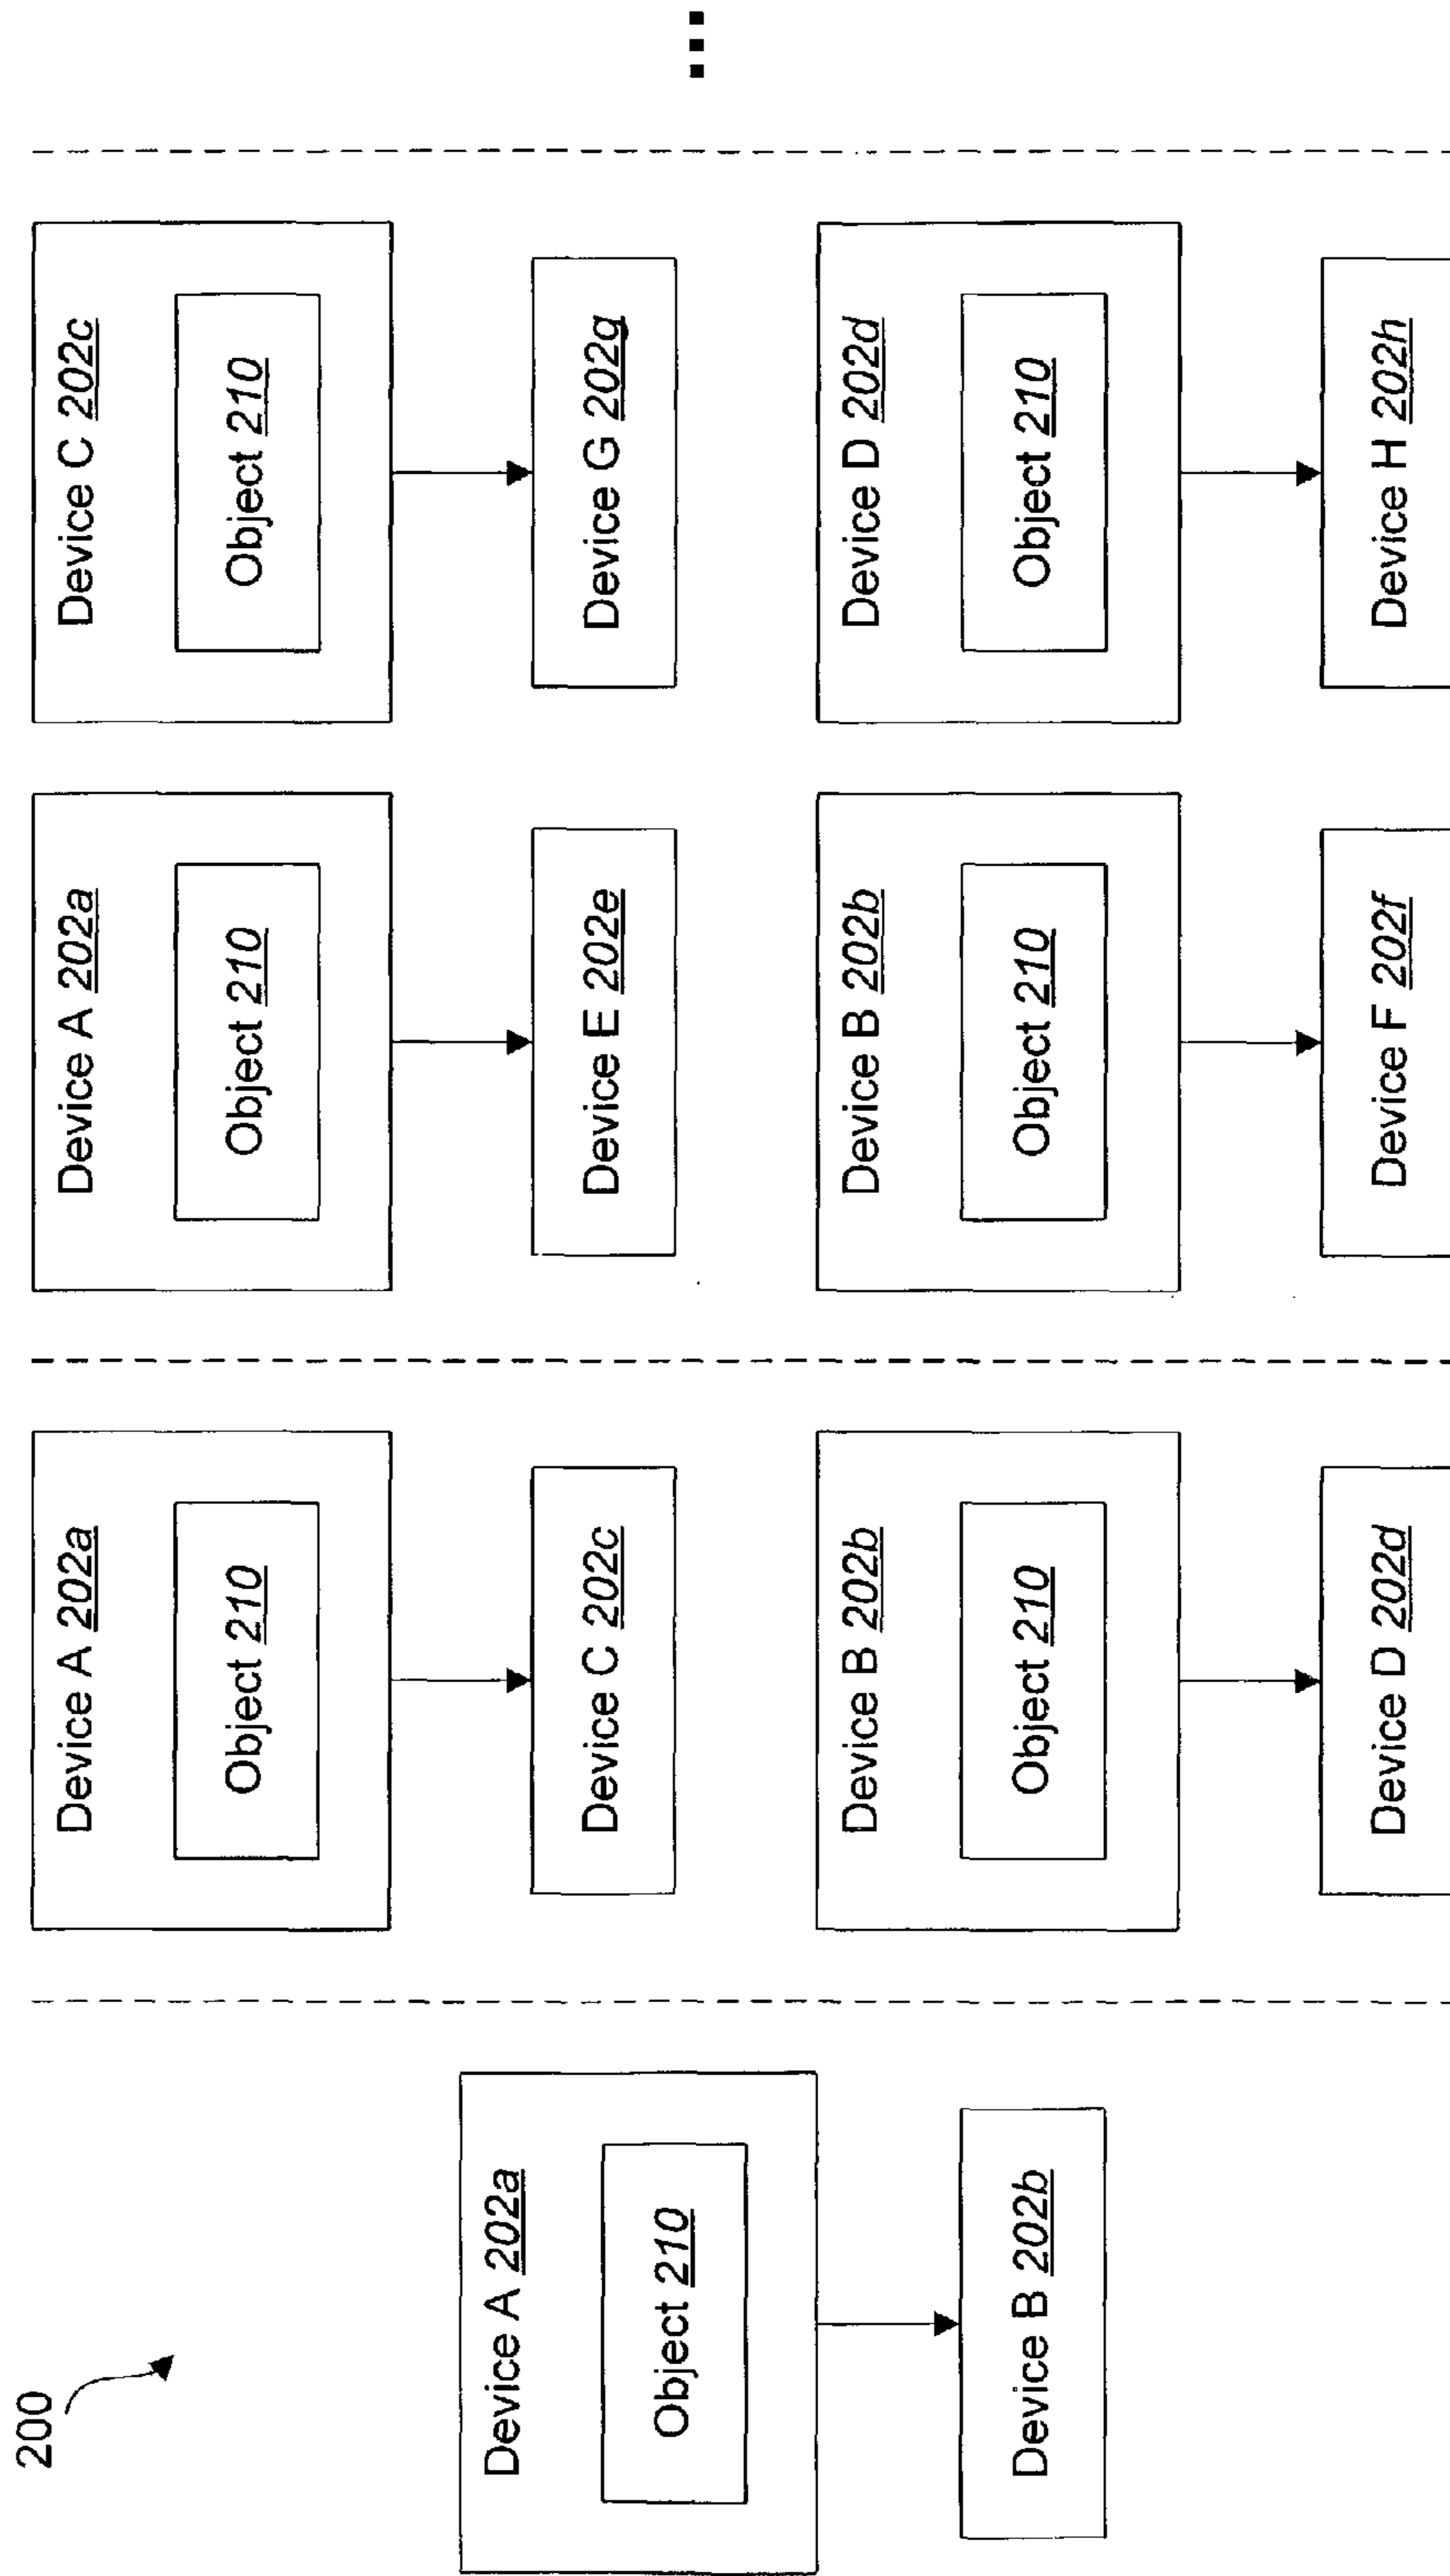 200
Device A 202a
Object 210
Device B 202b
Device A 202a
Object 210
Device C 202c
Device B 202b
Object 210
Device D 202d
Device A 202a
Object 210
Device E 202e
Device C 202c
Object 210
Device G 202g
Device B 202b
Object 210
Device F 202f
Device D 202d
Object 210
Device H 202h
...